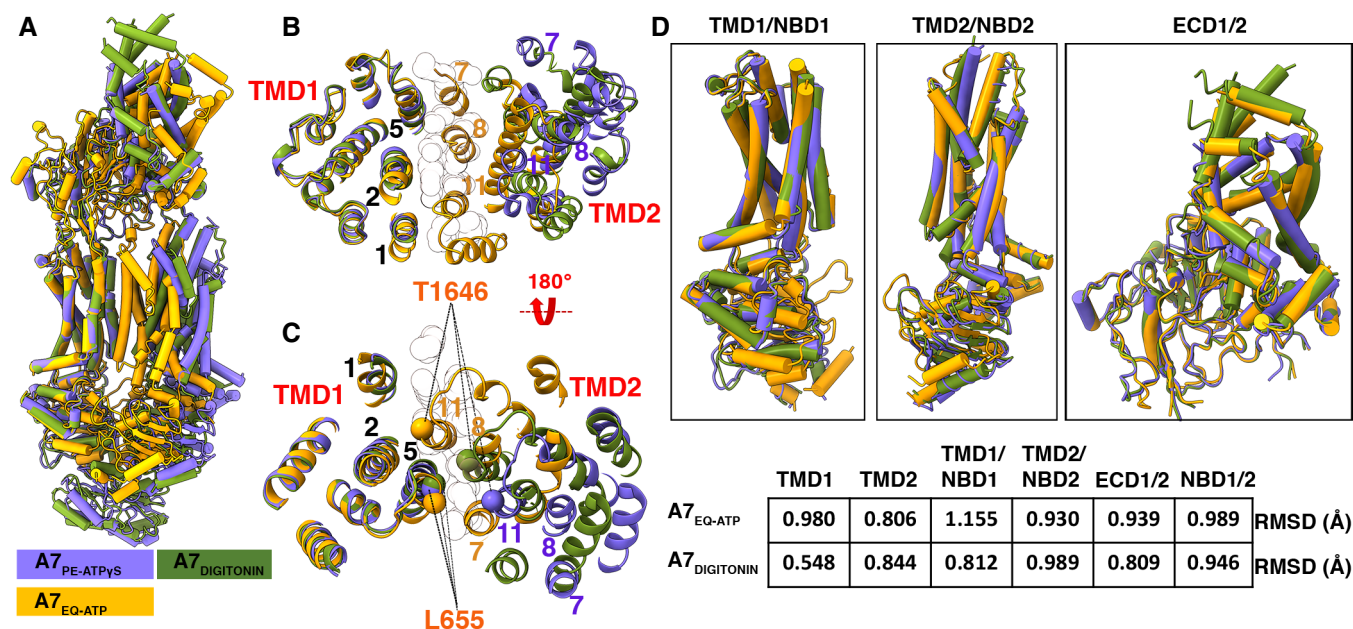 A
A7PE-ATPγS
A7DIGITONIN
A7EQ-ATP
B
TMD1
5
2
1
7
8
11
7
8
11
TMD2
180°
C
T1646
TMD1
1
2
5
11
8
7
TMD2
11
8
7
L655
D
TMD1/NBD1
TMD2/NBD2
ECD1/2
TMD1 TMD2 TMD1/NBD1 TMD2/NBD2 ECD1/2 NBD1/2
A7EQ-ATP 0.980 0.806 1.155 0.930 0.939 0.989 RMSD (Å)
A7DIGITONIN 0.548 0.844 0.812 0.989 0.809 0.946 RMSD (Å)